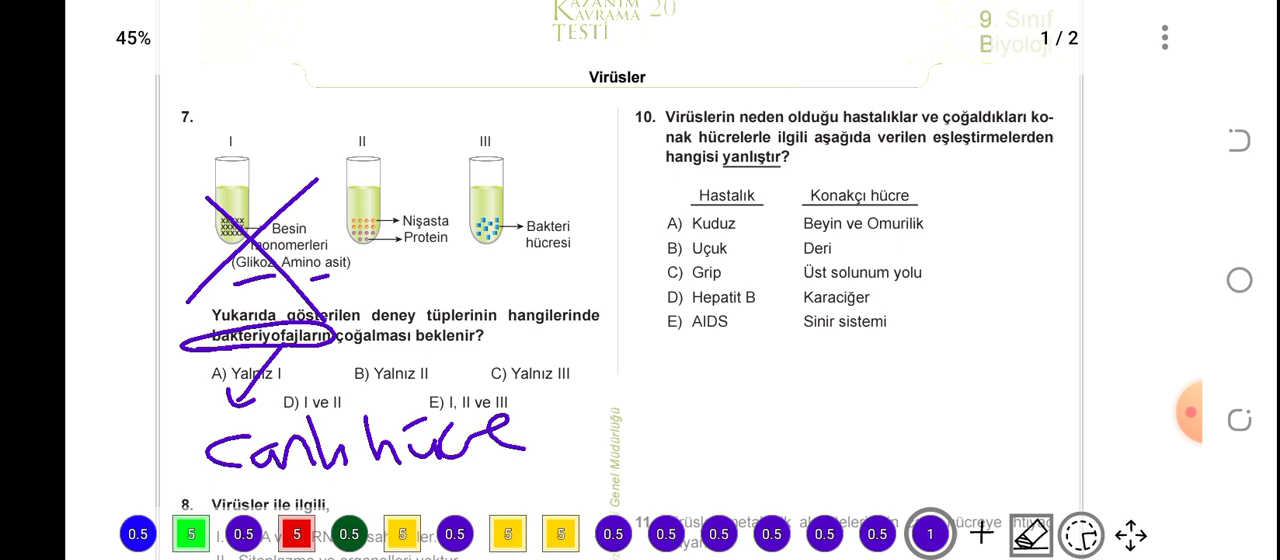 KAZANIM
KAVRAMA 20
TESTİ
9. Sınıf
Biyoloji
45%
1 / 2
Virüsler
7.
I
II
III
Besin
monomerleri
(Glikoz, Amino asit)
Nişasta
Protein
Bakteri
hücresi
Yukarıda gösterilen deney tüplerinin hangilerinde
bakteriyofajların çoğalması beklenir?
A) Yalnız I
B) Yalnız II
C) Yalnız III
D) I ve II
E) I, II ve III
canlı hücre
8. Virüsler ile ilgili,
10. Virüslerin neden olduğu hastalıklar ve çoğaldıkları ko-
nak hücrelerle ilgili aşağıda verilen eşleştirmelerden
hangisi yanlıştır?
Hastalık Konakçı hücre
A) Kuduz Beyin ve Omurilik
B) Uçuk Deri
C) Grip Üst solunum yolu
D) Hepatit B Karaciğer
E) AIDS Sinir sistemi
Genel Müdürlüğü
11.
0.5 5 0.5 5 0.5 5 0.5 5 5 0.5 0.5 0.5 0.5 0.5 0.5 1